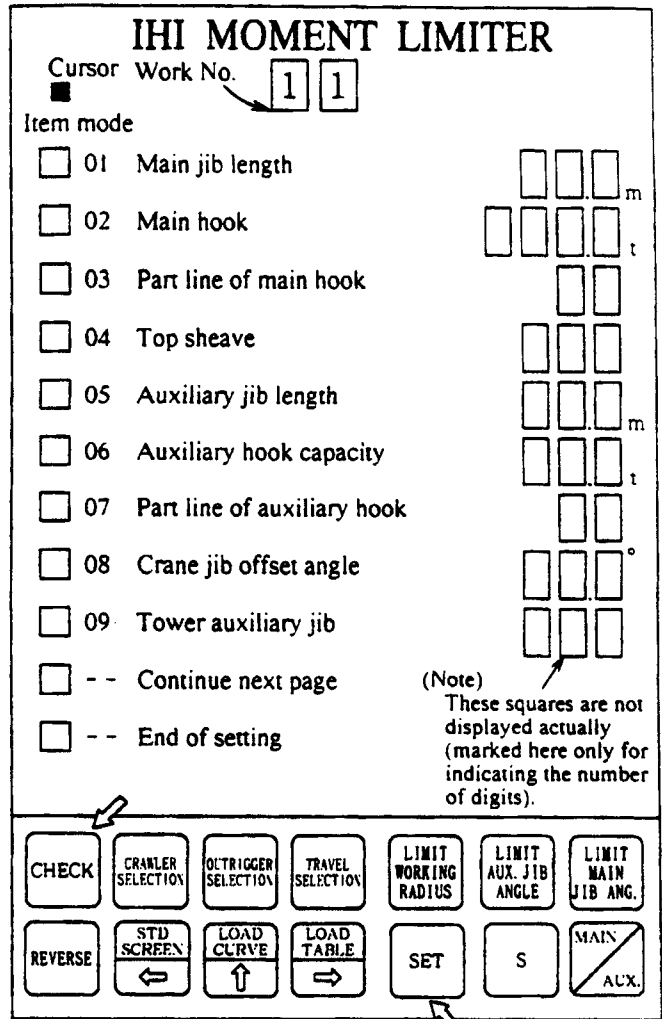 IHI MOMENT LIMITER
Cursor Work No. 1 1
Item mode
01 Main jib length m
02 Main hook t
03 Part line of main hook
04 Top sheave
05 Auxiliary jib length m
06 Auxiliary hook capacity t
07 Part line of auxiliary hook
08 Crane jib offset angle °
09 Tower auxiliary jib
-- Continue next page
-- End of setting
(Note)
These squares are not
displayed actually
(marked here only for
indicating the number
of digits).
CHECK
CRAWLER
SELECTION
OUTRIGGER
SELECTION
TRAVEL
SELECTION
LIMIT
WORKING
RADIUS
LIMIT
AUX. JIB
ANGLE
LIMIT
MAIN
JIB ANG.
REVERSE
STD
SCREEN
⇦
LOAD
CURVE
⇧
LOAD
TABLE
⇨
SET
S
MAIN
AUX.